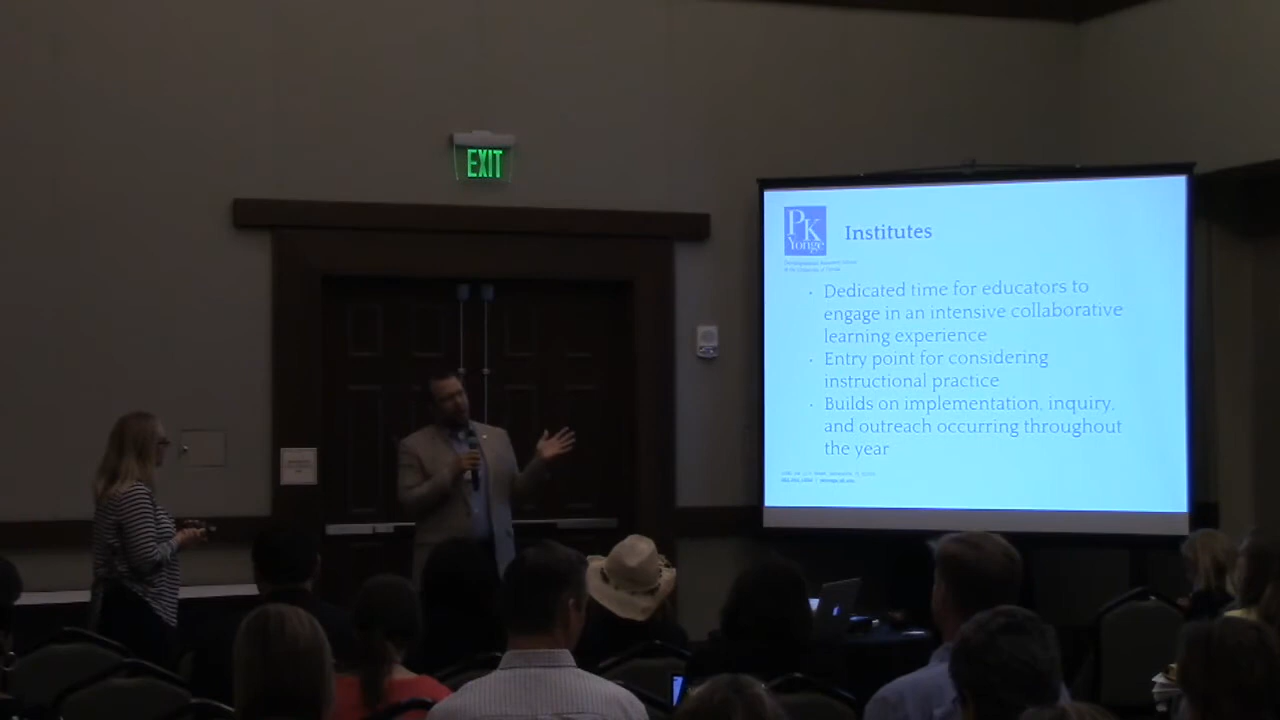 EXIT
PK
Yonge
Institutes
· Dedicated time for educators to
engage in an intensive collaborative
learning experience
· Entry point for considering
instructional practice
· Builds on implementation, inquiry,
and outreach occurring throughout
the year